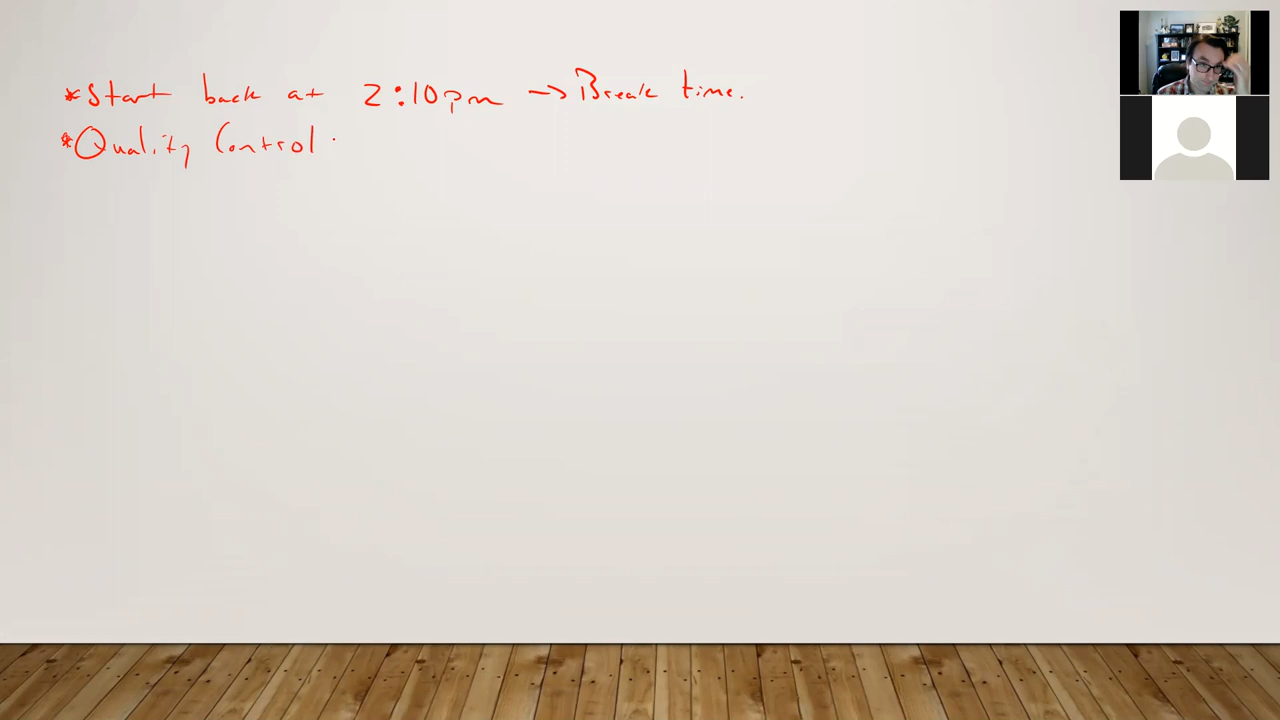 *Start back at 2:10pm → Break time.
*Quality Control